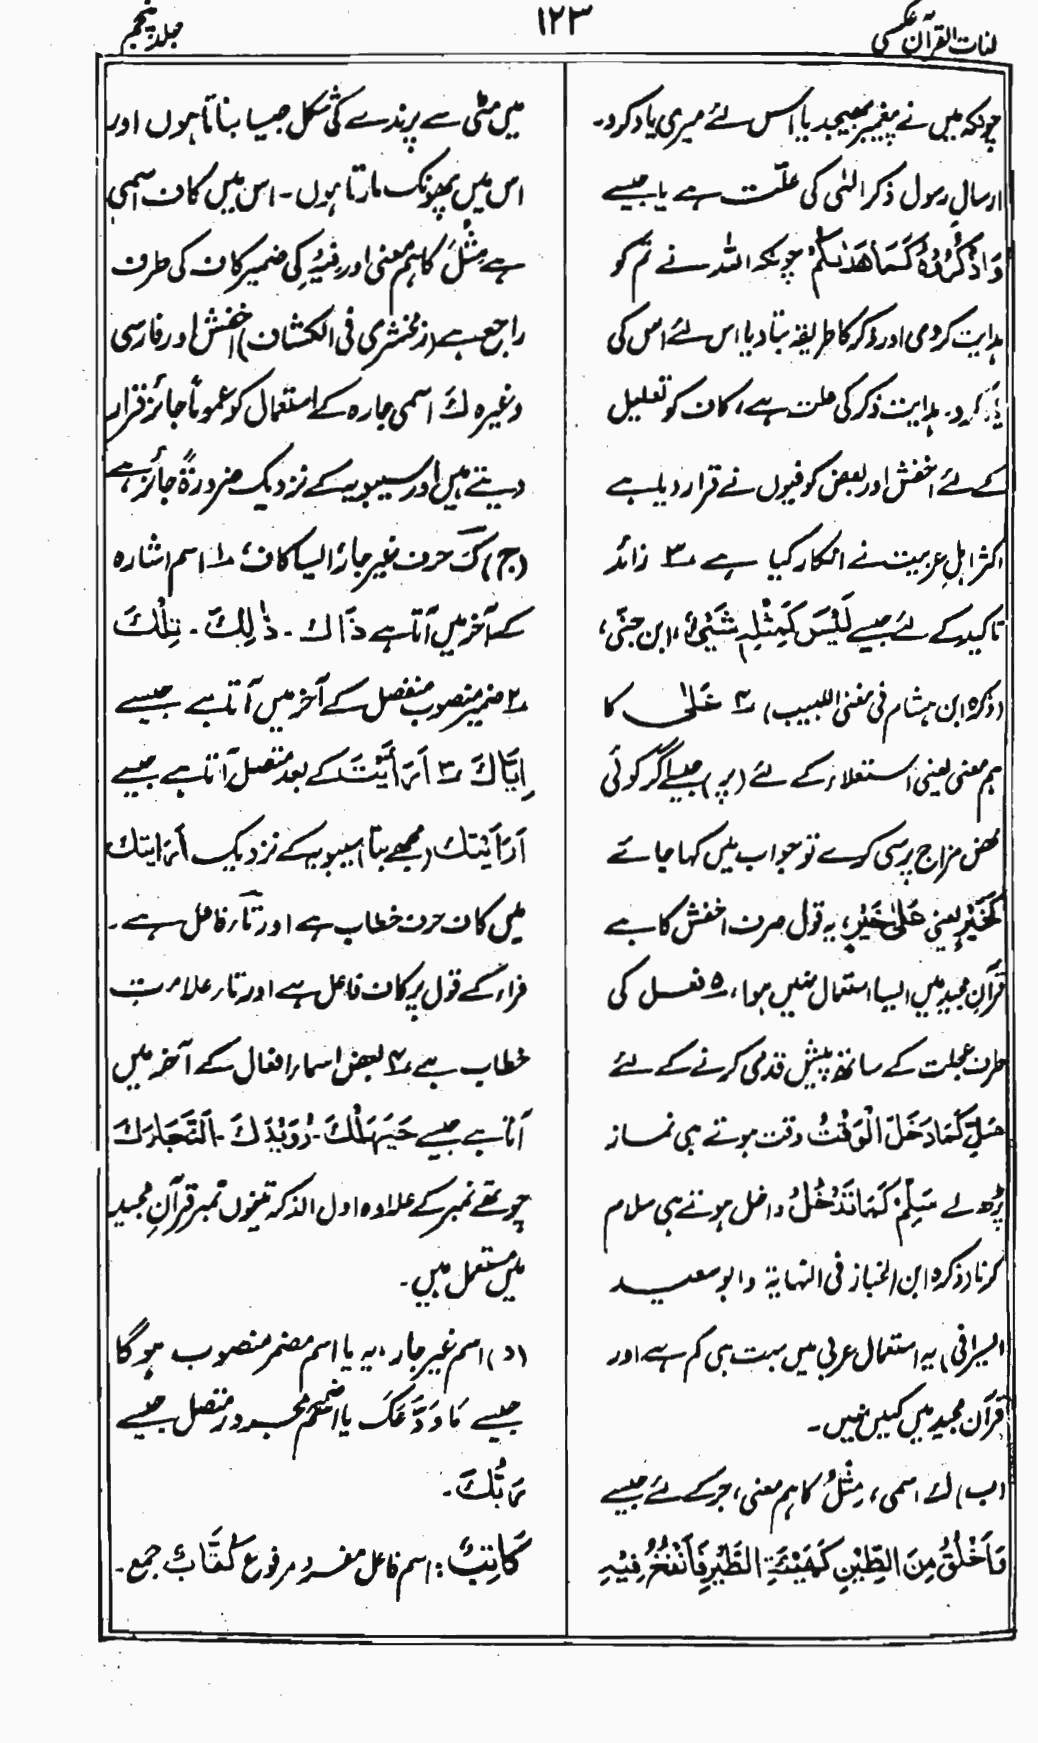 لغات القرآن عکسی
۱۲۳
جلد پنجم
چونکہ میں نے پیغمبر بھیجدیا اس لئے میری یاد کرو۔
ارسالِ رسول ذکر الٰہی کی علّت ہے یا جیسے
وَاذْكُرُوهُ كَمَا هَدٰىكُمْ چونکہ اللہ نے تم کو
ہدایت کردی اور ذکر کا طریقہ بتادیا اس لئے اس کی
یاد کرو۔ ہدایت ذکر کی علت ہے، کاف کو تعلیل
کے لئے اخفش اور بعض کوفیوں نے قرار دیا ہے
اکثر اہلِ عربیت نے انکار کیا ہے ۳ زائد
تاکید کے لئے جیسے لَيْسَ كَمِثْلِهٖ شَيْئٌ، (ابن جنّی،
(ذکرہ ابن ہشام فی مغنی اللبیب) ۴ عَلٰی کا
ہم معنی یعنی استعلاء کے لئے (پر) جیسے گر کوئی
شخص مزاج پرسی کرے تو جواب میں کہا جائے
كَخَيْرٍ یعنی عَلٰى خَيْرٍ، یہ قول صرف اخفش کا ہے
قرآنِ مجید میں ایسا استعمال نہیں ہوا، ۵ فعل کی
طرف عجلت کے ساتھ پیش قدمی کرنے کے لئے
صَلِّ كَمَا دَخَلَ الْوَقْتُ وقت ہوتے ہی نماز
پڑھ لے سَلِّمْ كَمَا تَدْخُلُ داخل ہوتے ہی سلام
کرنا (ذکرہ ابن الخباز فی النہایۃ و ابو سعید
السیرافی) یہ استعمال عربی میں بہت ہی کم ہے اور
قرآن مجید میں کہیں نہیں۔
(ب) لے اسمی، مِثْلُ کا ہم معنی، جر کے لئے جیسے
فَاَخْلُقُ مِنَ الطِّيْنِ كَهَيْئَةِ الطَّيْرِ فَاَنْفُخُ فِيْهِ
میں مٹی سے پرندے کی شکل جیسا بناتا ہوں اور
اس میں پھونک مارتا ہوں۔ اس میں کاف اسمی
ہے مِثْلُ کا ہم معنی اور فِیْهِ کی ضمیر کاف کی طرف
راجع ہے (زمخشری فی الکشاف) اخفش اور فارسی
وغیرہ ك اسمی جارہ کے استعمال کو عموماً جائز قرار
دیتے ہیں اور سیبویہ کے نزدیک ضرورۃً جائز ہے
(ج) كَ حرف غیر جار، ایسا کاف، ۱ اسم اشارہ
کے آخر میں آتا ہے ذَاك ۔ ذٰلِكَ ۔ تِلْكَ
۲ ضمیر منصوب منفصل کے آخر میں آتا ہے جیسے
اِيَّاكَ ۳ اَرَأَيْتَ کے بعد متصل آتا ہے جیسے
اَرَاَيْتَك (مجھے بتا) سیبویہ کے نزدیک اَرَایتك
میں کاف حرف خطاب ہے اور تاء فاعل ہے۔
فراء کے قول پر کاف فاعل ہے اور تاء علامتِ
خطاب ہے، ۴ بعض اسماء افعال کے آخر میں
آتا ہے جیسے حَيَّهَلْكَ ۔ رُوَيْدَكَ ۔ اَلنَّجَاءَكَ
چوتھے نمبر کے علاوہ اول الذکر تینوں نمبر قرآنِ مجید
میں مستعمل ہیں۔
(د) اسم غیر جار، یہ یا اسم مضمر منصوب ہوگا
جیسے مَا وَدَّعَكَ یا اسم مجرور متصل جیسے
رَبُّكَ۔
كَاتِبٌ: اسم فاعل مفرد مرفوع كُتَّابٌ جمع۔